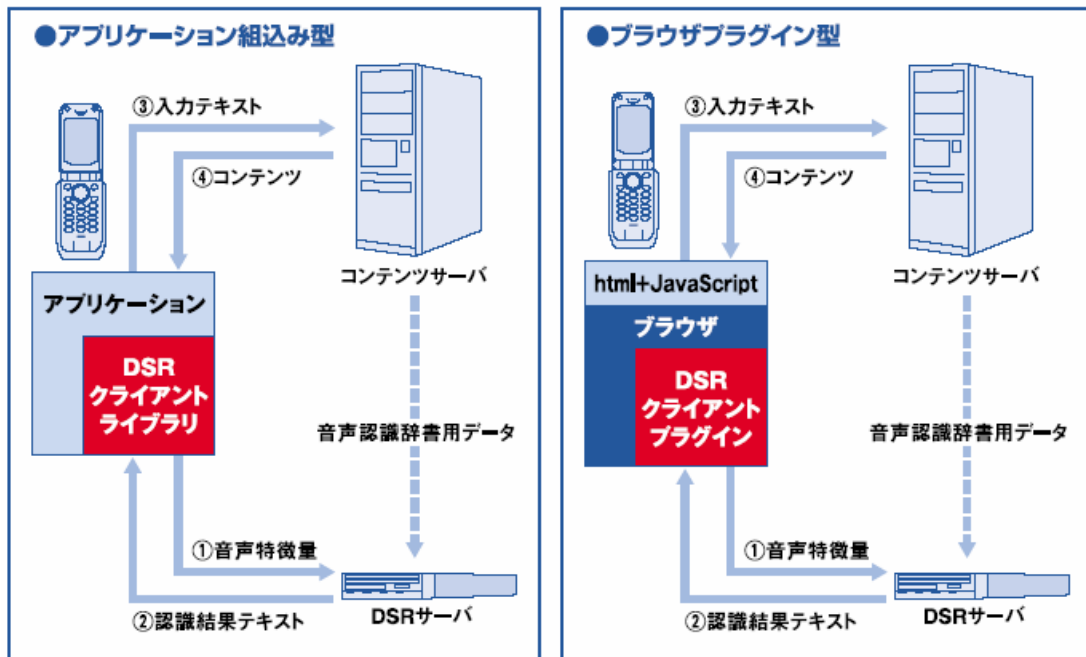 ●アプリケーション組込み型
③入力テキスト
④コンテンツ
コンテンツサーバ
アプリケーション
DSR
クライアント
ライブラリ
音声認識辞書用データ
①音声特徴量
②認識結果テキスト
DSRサーバ
●ブラウザプラグイン型
③入力テキスト
④コンテンツ
コンテンツサーバ
html+JavaScript
ブラウザ
DSR
クライアント
プラグイン
音声認識辞書用データ
①音声特徴量
②認識結果テキスト
DSRサーバ